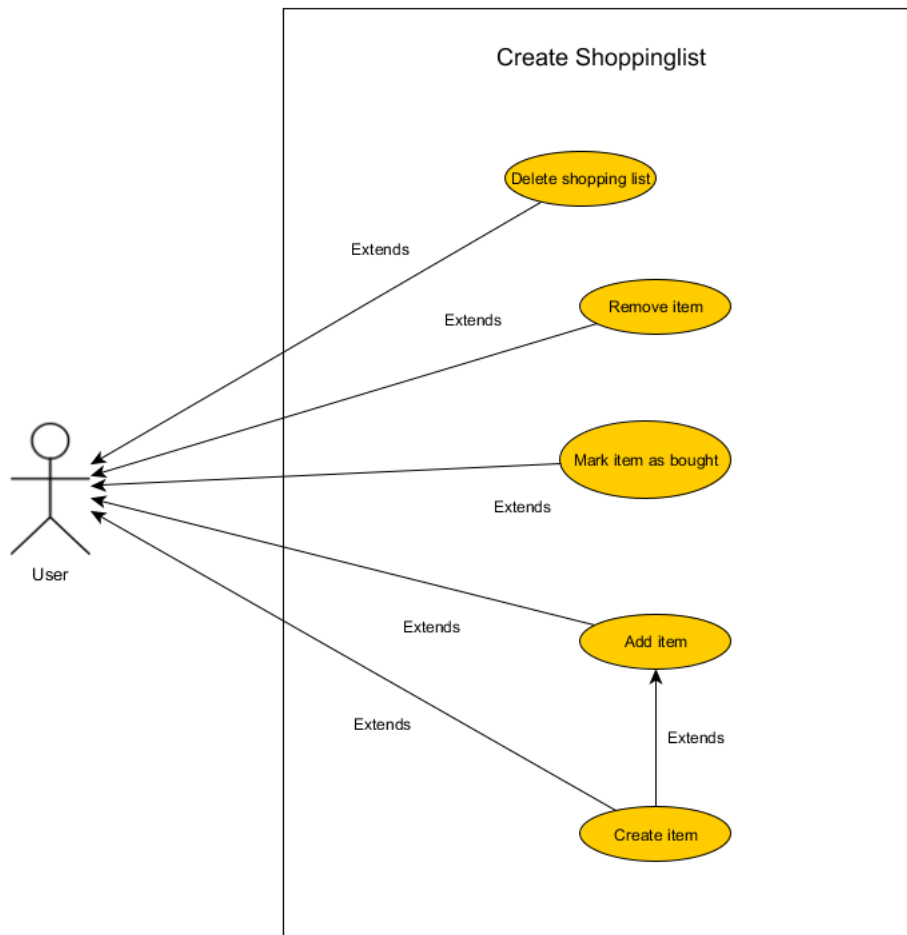 Create Shoppinglist
Delete shopping list
Extends
Remove item
Extends
Mark item as bought
Extends
User
Add item
Extends
Extends
Extends
Create item